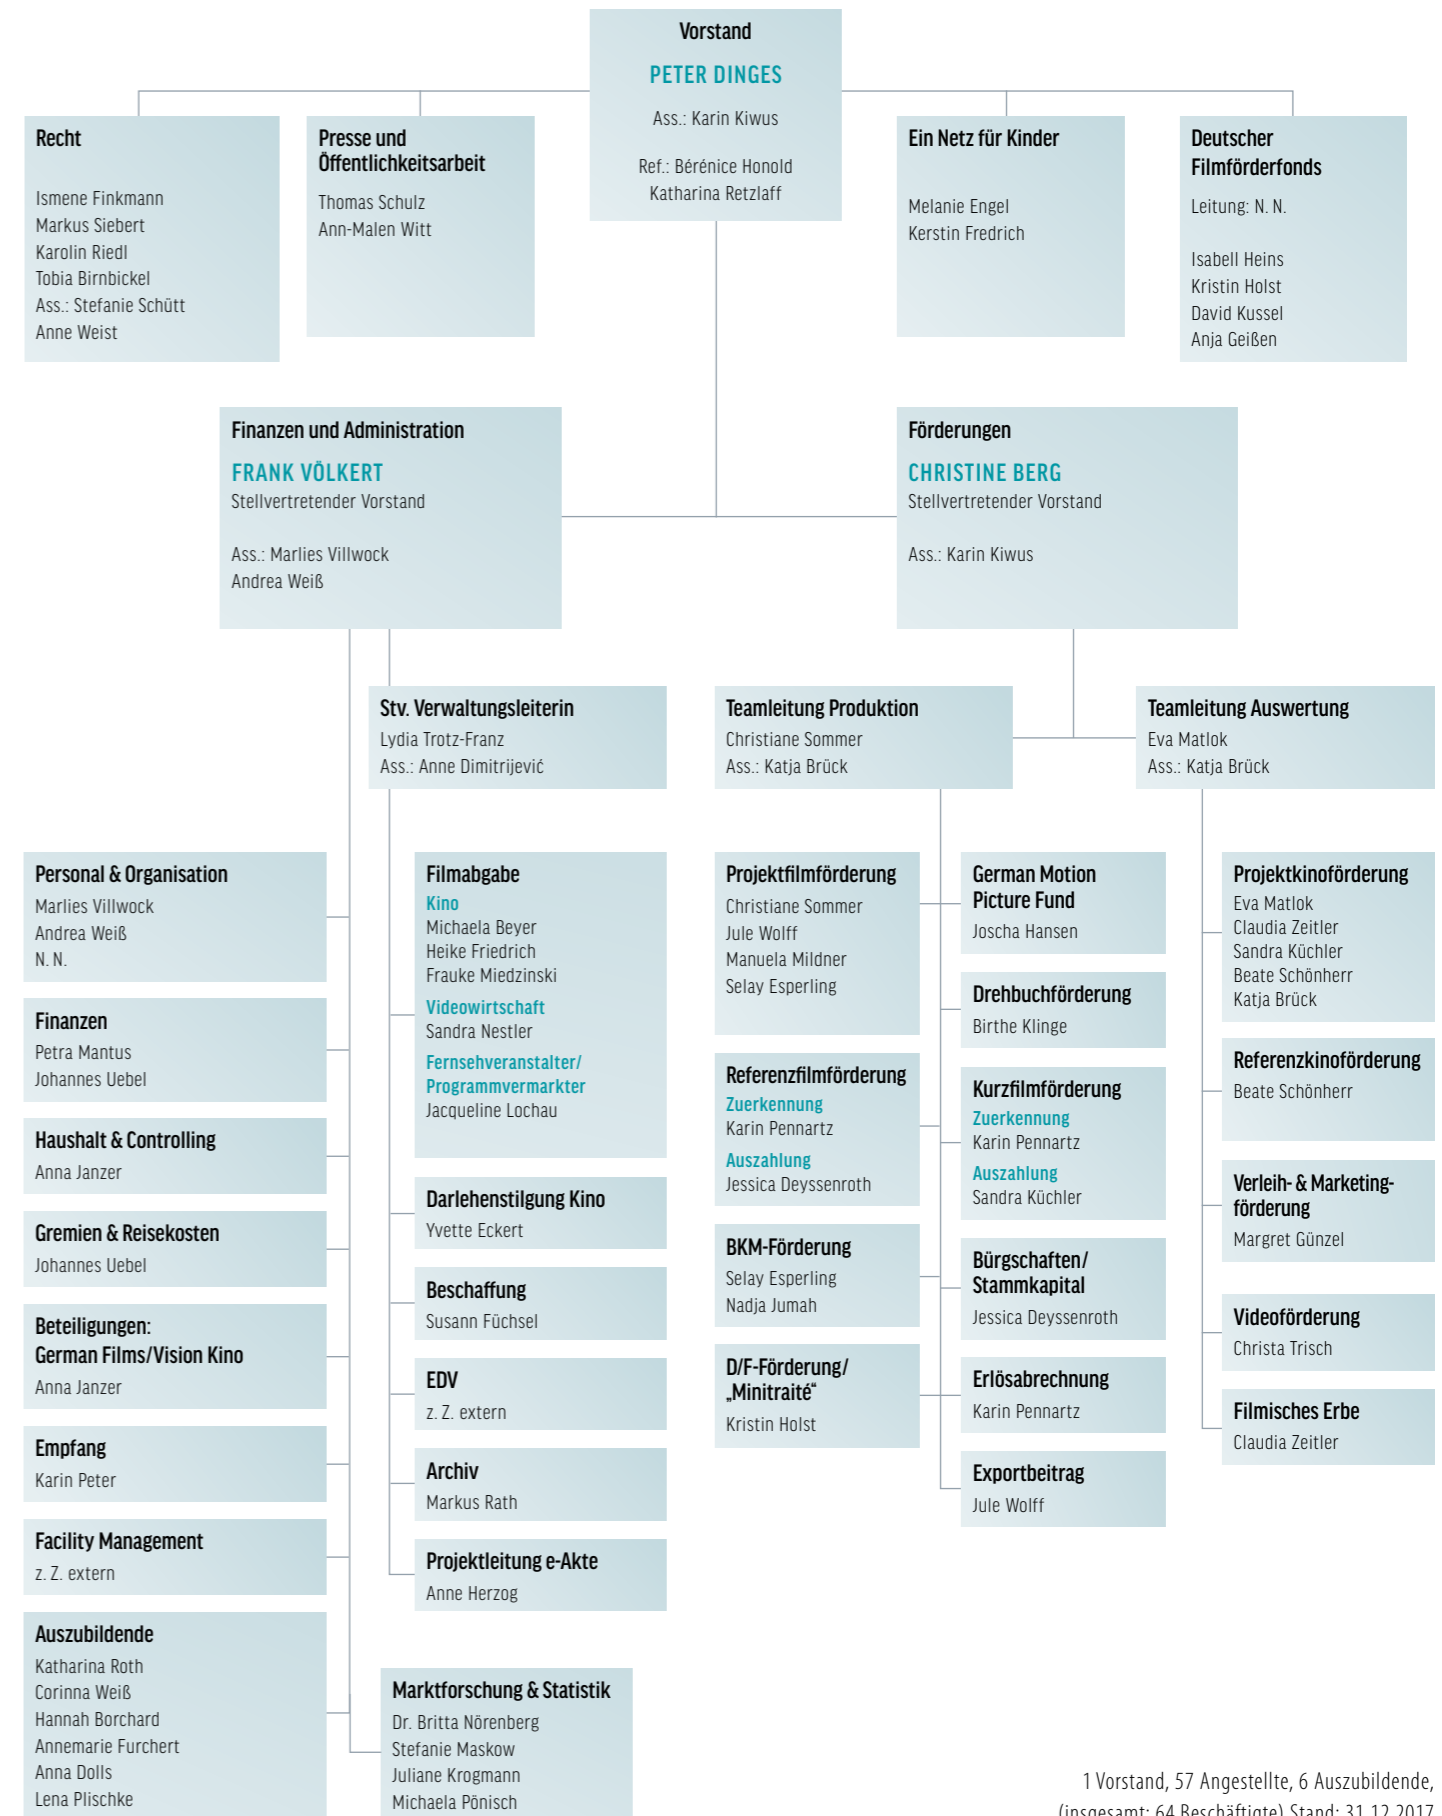 Vorstand
PETER DINGES
Ass.: Karin Kiwus
Ref.: Bérénice Honold
Katharina Retzlaff
Recht
Ismene Finkmann
Markus Siebert
Karolin Riedl
Tobia Birnbickel
Ass.: Stefanie Schütt
Anne Weist
Presse und
Öffentlichkeitsarbeit
Thomas Schulz
Ann-Malen Witt
Ein Netz für Kinder
Melanie Engel
Kerstin Fredrich
Deutscher
Filmförderfonds
Leitung: N. N.
Isabell Heins
Kristin Holst
David Kussel
Anja Geißen
Finanzen und Administration
FRANK VÖLKERT
Stellvertretender Vorstand
Ass.: Marlies Villwock
Andrea Weiß
Förderungen
CHRISTINE BERG
Stellvertretender Vorstand
Ass.: Karin Kiwus
Stv. Verwaltungsleiterin
Lydia Trotz-Franz
Ass.: Anne Dimitrijević
Teamleitung Produktion
Christiane Sommer
Ass.: Katja Brück
Teamleitung Auswertung
Eva Matlok
Ass.: Katja Brück
Personal & Organisation
Marlies Villwock
Andrea Weiß
N. N.
Finanzen
Petra Mantus
Johannes Uebel
Haushalt & Controlling
Anna Janzer
Gremien & Reisekosten
Johannes Uebel
Beteiligungen:
German Films/Vision Kino
Anna Janzer
Empfang
Karin Peter
Facility Management
z. Z. extern
Auszubildende
Katharina Roth
Corinna Weiß
Hannah Borchard
Annemarie Furchert
Anna Dolls
Lena Plischke
Filmabgabe
Kino
Michaela Beyer
Heike Friedrich
Frauke Miedzinski
Videowirtschaft
Sandra Nestler
Fernsehveranstalter/
Programmvermarkter
Jacqueline Lochau
Darlehenstilgung Kino
Yvette Eckert
Beschaffung
Susann Füchsel
EDV
z. Z. extern
Archiv
Markus Rath
Projektleitung e-Akte
Anne Herzog
Marktforschung & Statistik
Dr. Britta Nörenberg
Stefanie Maskow
Juliane Krogmann
Michaela Pönisch
Projektfilmförderung
Christiane Sommer
Jule Wolff
Manuela Mildner
Selay Esperling
Referenzfilmförderung
Zuerkennung
Karin Pennartz
Auszahlung
Jessica Deyssenroth
BKM-Förderung
Selay Esperling
Nadja Jumah
D/F-Förderung/
„Minitraité“
Kristin Holst
German Motion
Picture Fund
Joscha Hansen
Drehbuchförderung
Birthe Klinge
Kurzfilmförderung
Zuerkennung
Karin Pennartz
Auszahlung
Sandra Küchler
Bürgschaften/
Stammkapital
Jessica Deyssenroth
Erlösabrechnung
Karin Pennartz
Exportbeitrag
Jule Wolff
Projektkinoförderung
Eva Matlok
Claudia Zeitler
Sandra Küchler
Beate Schönherr
Katja Brück
Referenzkinoförderung
Beate Schönherr
Verleih- & Marketing-
förderung
Margret Günzel
Videoförderung
Christa Trisch
Filmisches Erbe
Claudia Zeitler
1 Vorstand, 57 Angestellte, 6 Auszubildende,
(insgesamt: 64 Beschäftigte) Stand: 31.12.2017